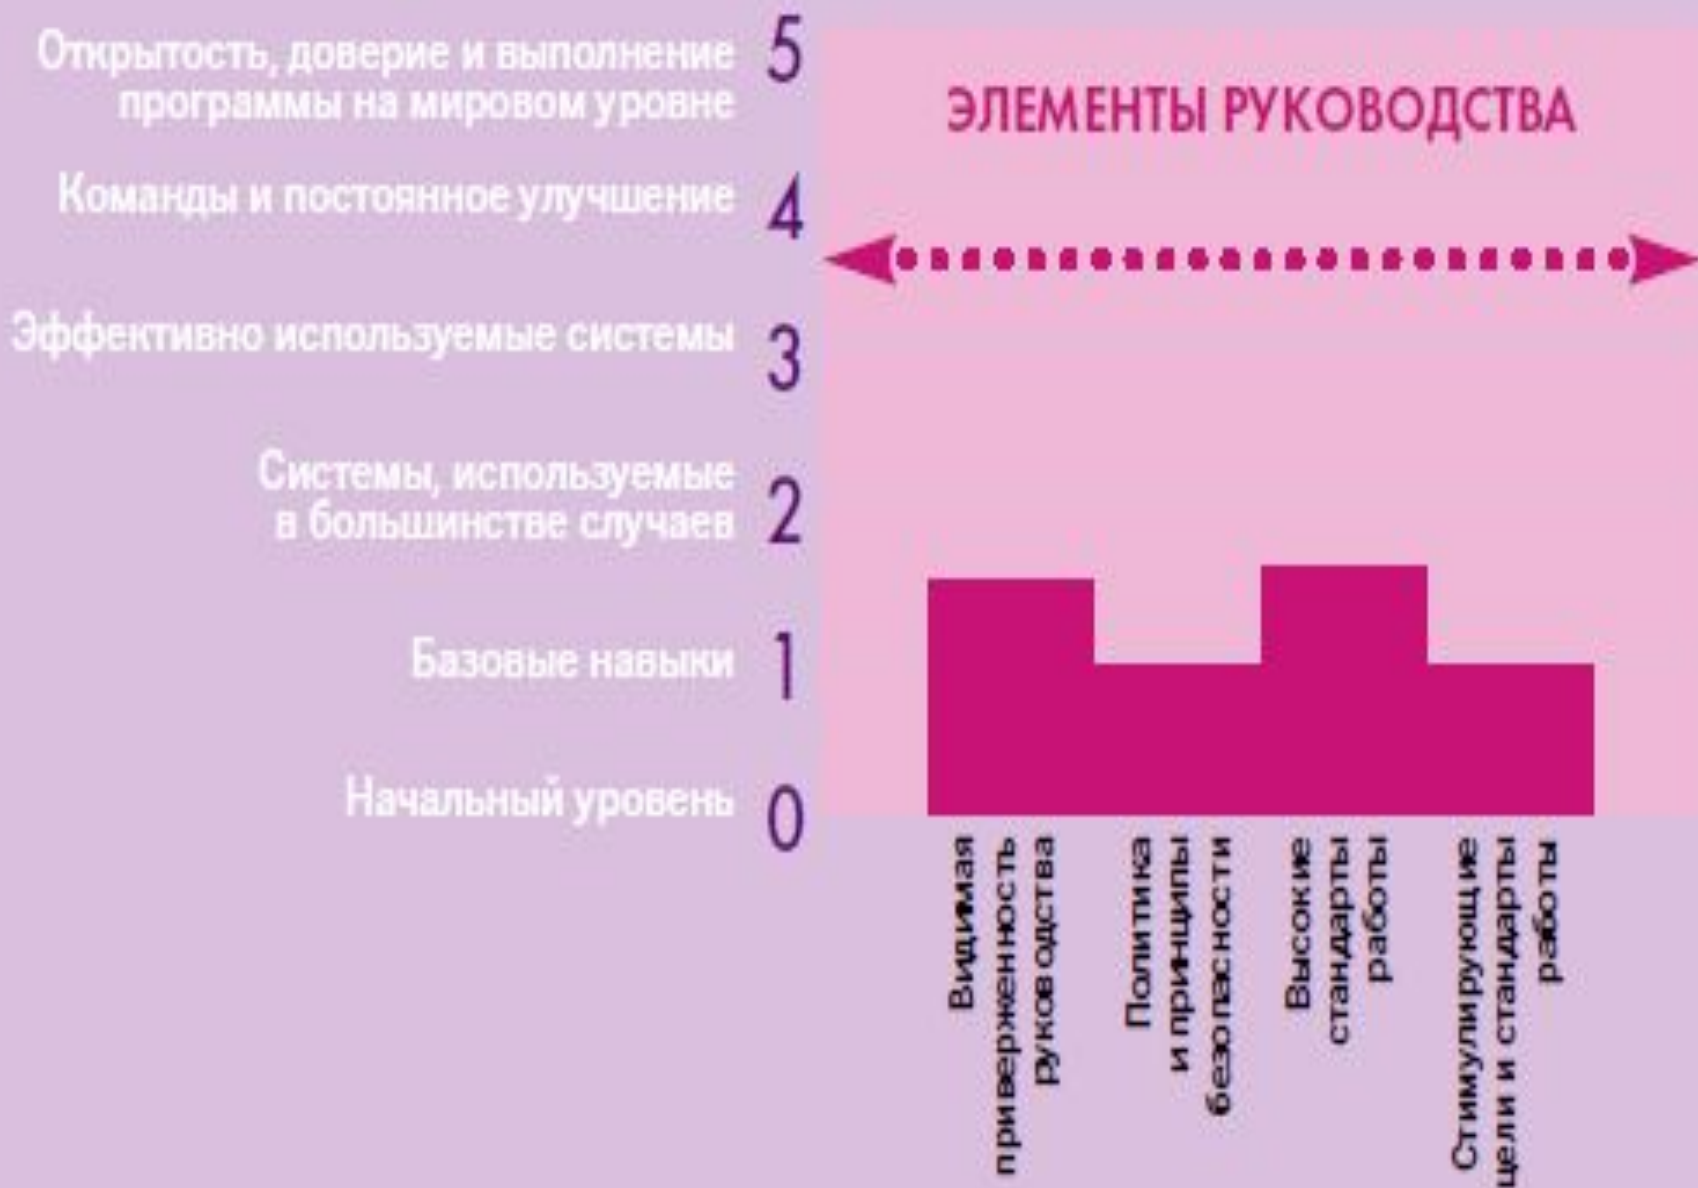 Открытость, доверие и выполнение
программы на мировом уровне
5
ЭЛЕМЕНТЫ РУКОВОДСТВА
Команды и постоянное улучшение
4
Эффективно используемые системы
3
Системы, используемые
в большинстве случаев
2
Базовые навыки
1
Начальный уровень
0
Видимая
приверженность
руководства
Политика
и принципы
безопасности
Высокие
стандарты
работы
Стимулирующие
цели и стандарты
работы